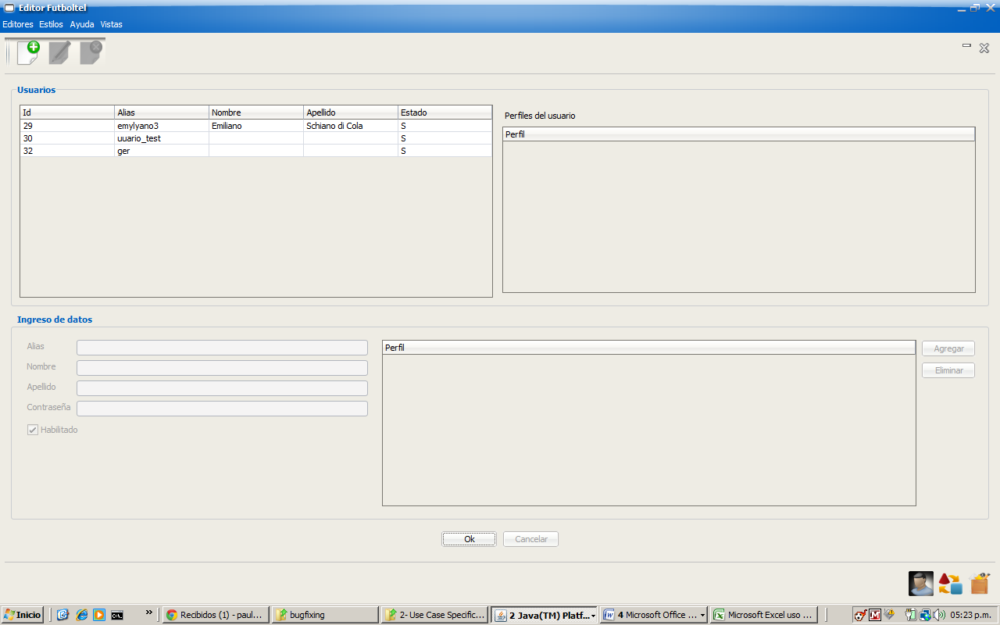 Editor Futboltel
Editores Estilos Ayuda Vistas
Usuarios
Id Alias Nombre Apellido Estado
29 emylyano3 Emiliano Schiano di Cola S
30 uuario_test S
32 ger S
Perfiles del usuario
Perfil
Ingreso de datos
Alias
Nombre
Apellido
Contraseña
Habilitado
Perfil
Agregar
Eliminar
Ok Cancelar
Inicio » Recibidos (1) - paul... bugfixing 2- Use Case Specific... 2 Java(TM) Platf... 4 Microsoft Office ... Microsoft Excel uso ... 05:23 p.m.